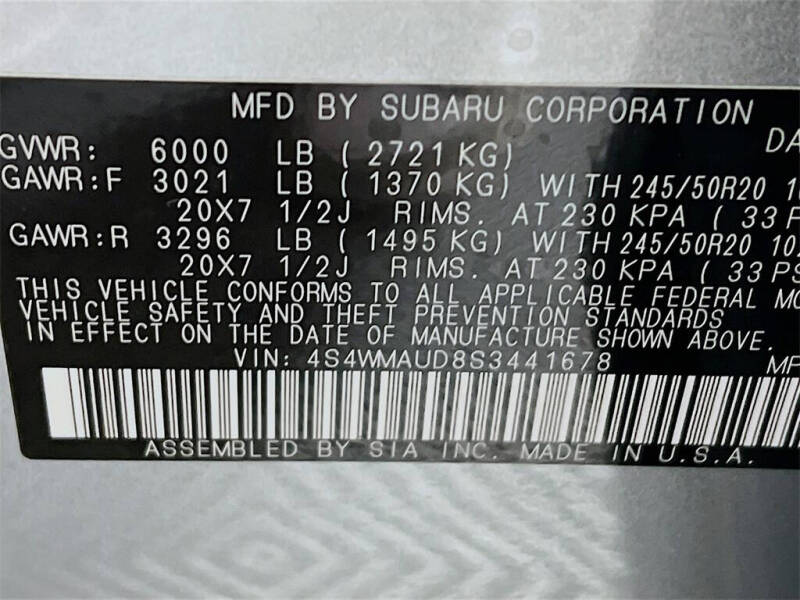 MFD BY SUBARU CORPORATION
GVWR: 6000 LB ( 2721 KG)
GAWR:F 3021 LB ( 1370 KG) WITH 245/50R20
20X7 1/2J RIMS. AT 230 KPA ( 33
GAWR:R 3296 LB ( 1495 KG) WITH 245/50R20
20X7 1/2J RIMS. AT 230 KPA ( 33
THIS VEHICLE CONFORMS TO ALL APPLICABLE FEDERAL
VEHICLE SAFETY AND THEFT PREVENTION STANDARDS
IN EFFECT ON THE DATE OF MANUFACTURE SHOWN ABOVE.
VIN: 4S4WMAUD8S3441678
ASSEMBLED BY SIA INC. MADE IN U.S.A.